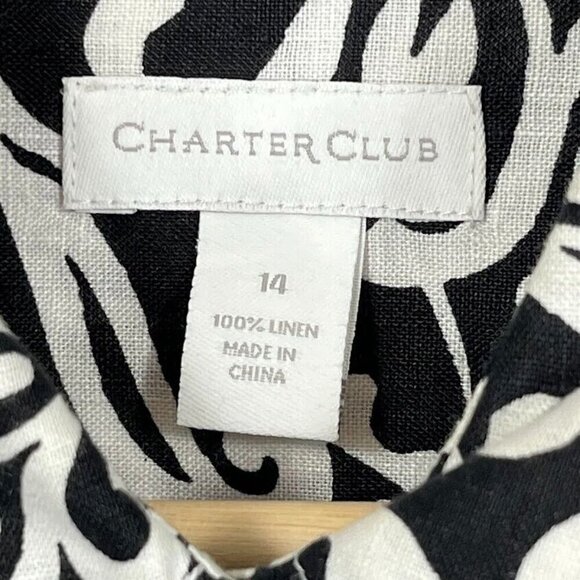 CHARTER CLUB
14
100% LINEN
MADE IN
CHINA